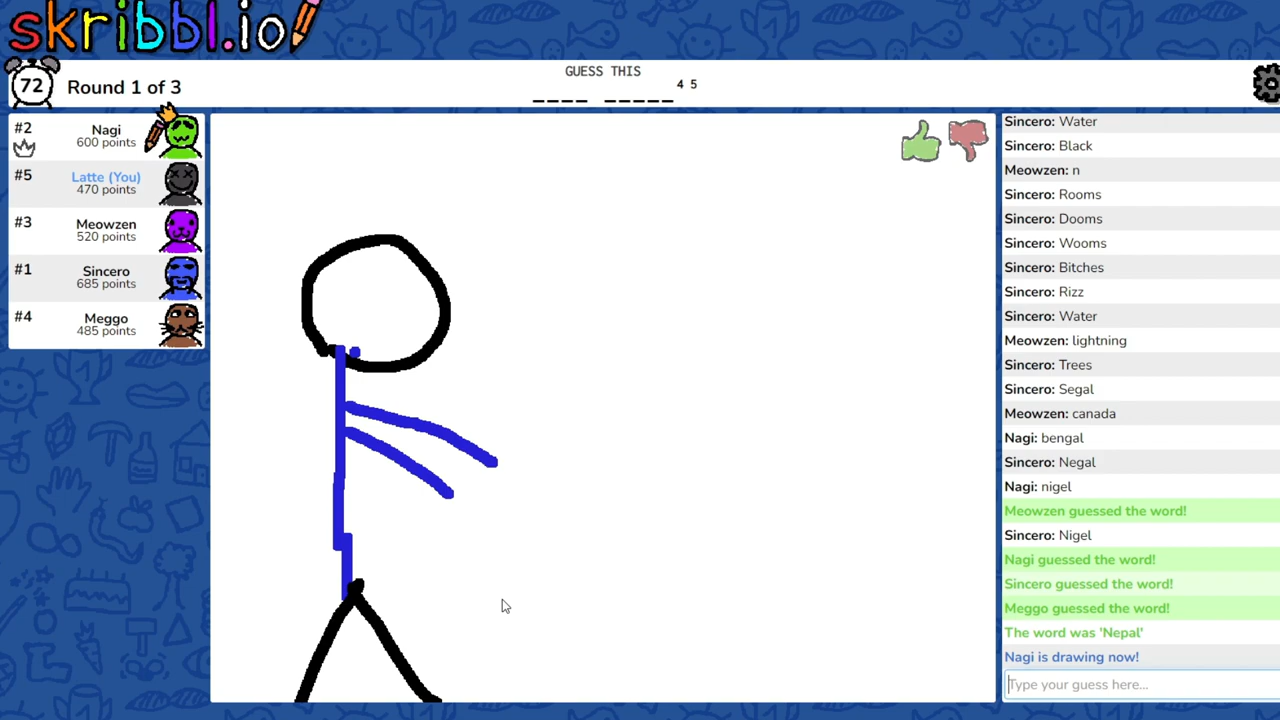 skribbl.io
72
Round 1 of 3
GUESS THIS
____ _____ 4 5
#2
Nagi
600 points
#5
Latte (You)
470 points
#3
Meowzen
520 points
#1
Sincero
685 points
#4
Meggo
485 points
Sincero: Water
Sincero: Black
Meowzen: n
Sincero: Rooms
Sincero: Dooms
Sincero: Wooms
Sincero: Bitches
Sincero: Rizz
Sincero: Water
Meowzen: lightning
Sincero: Trees
Sincero: Segal
Meowzen: canada
Nagi: bengal
Sincero: Negal
Nagi: nigel
Meowzen guessed the word!
Sincero: Nigel
Nagi guessed the word!
Sincero guessed the word!
Meggo guessed the word!
The word was 'Nepal'
Nagi is drawing now!
Type your guess here...